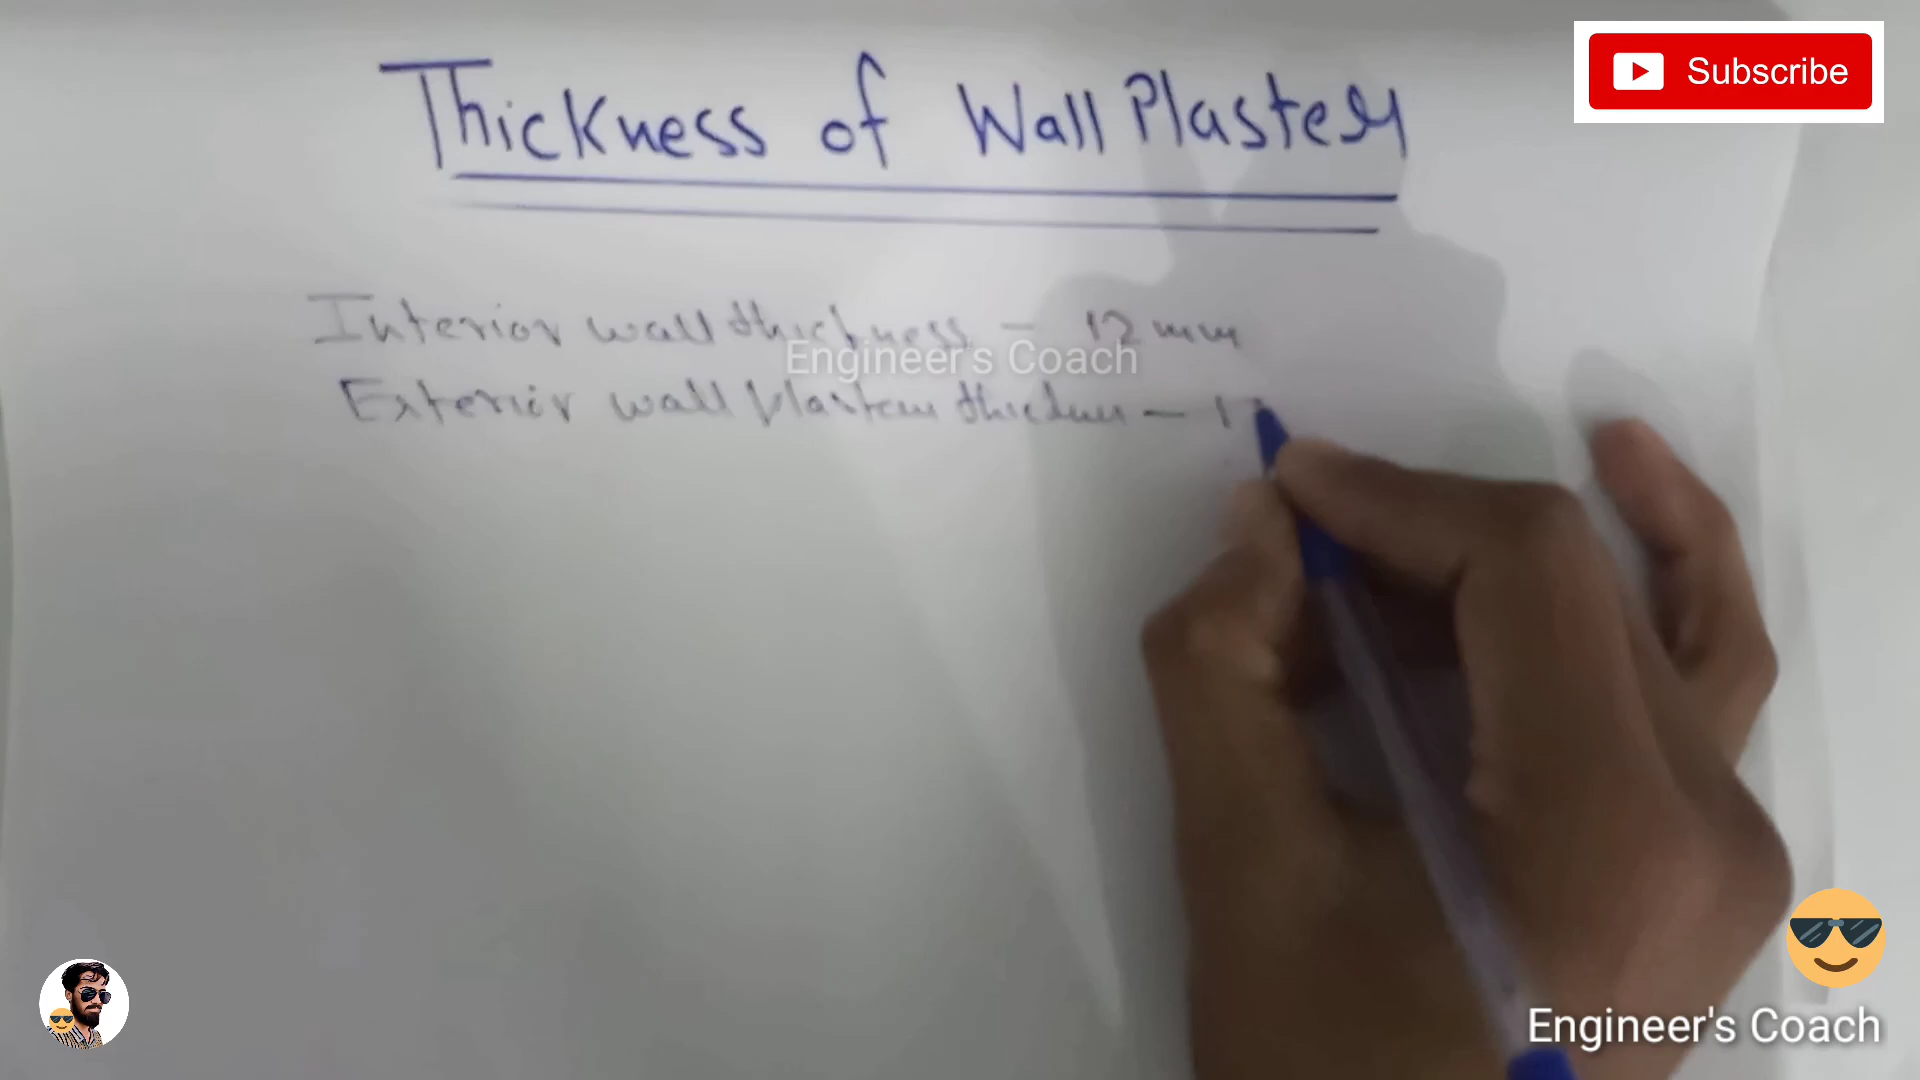 Subscribe
Thickness of Wall Plaster
Interior wall thickness - 12 mm
Engineer's Coach
Exterior wall plaster thickness - 1
Engineer's Coach